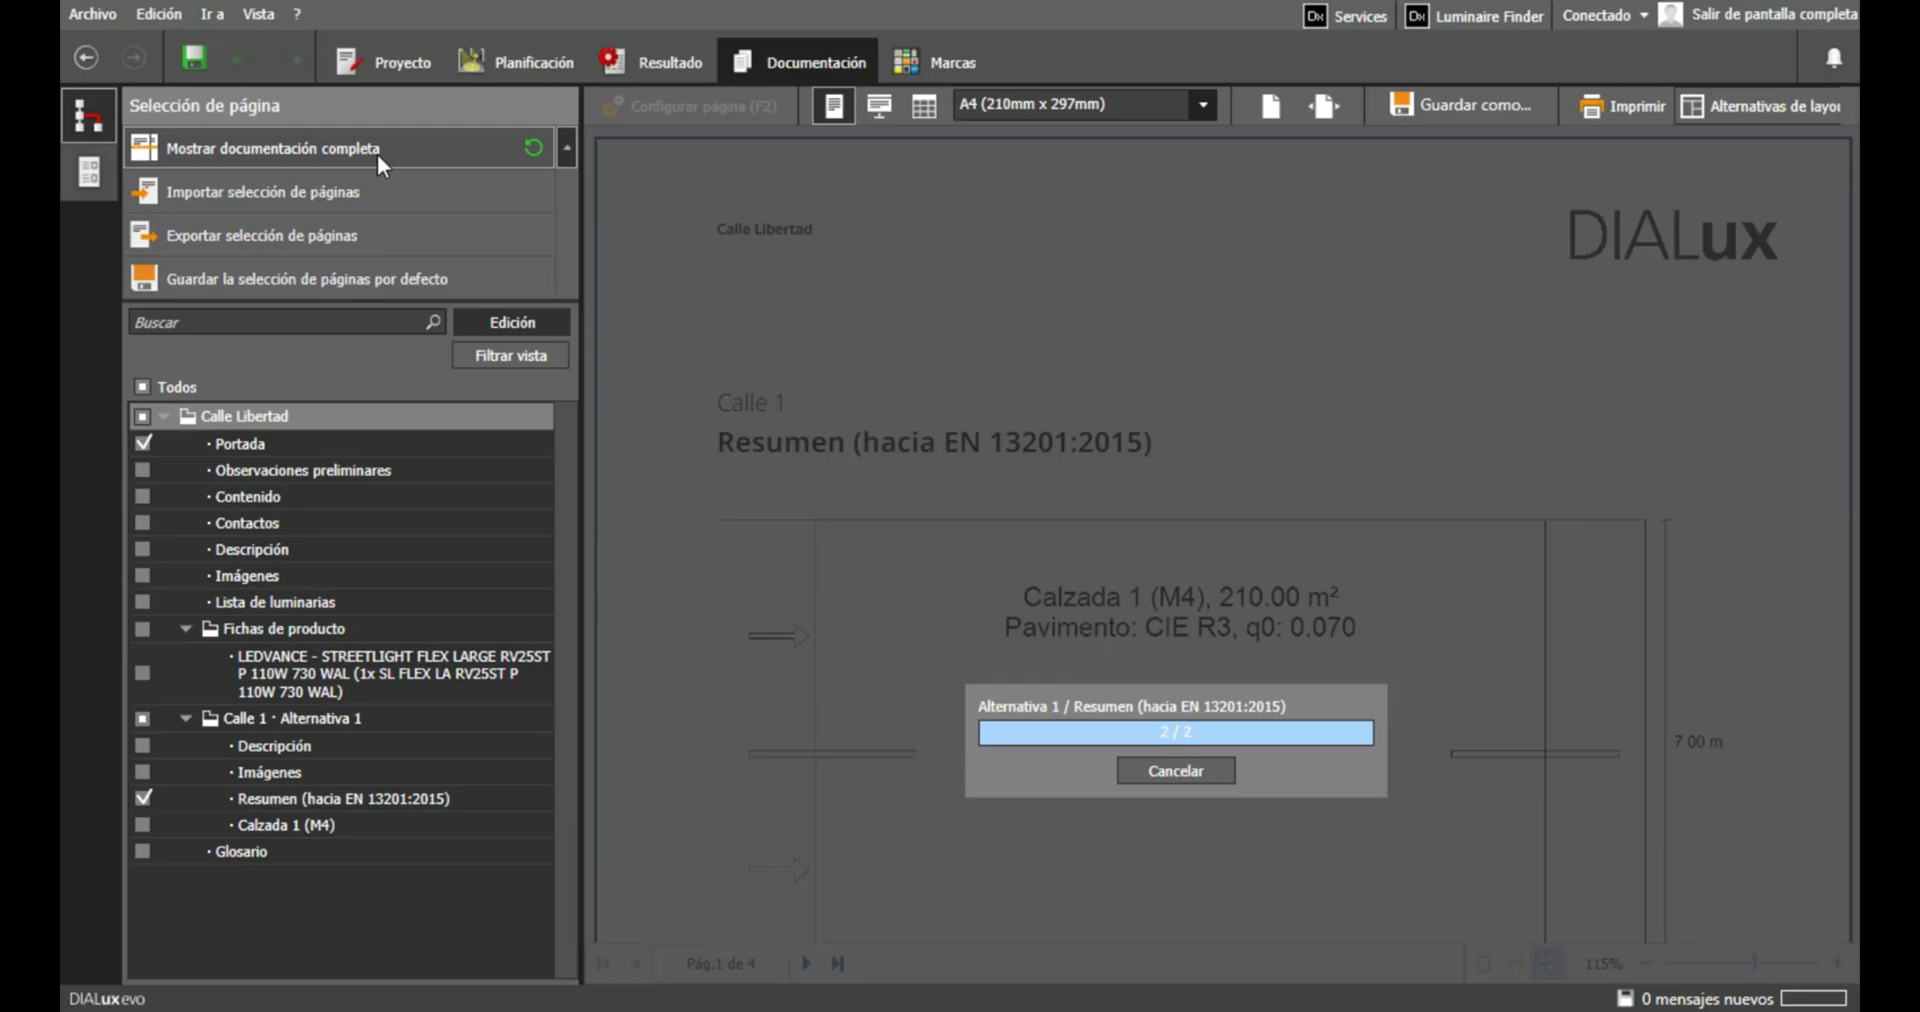 Archivo Edición Ir a Vista ?
Dx Services Dx Luminaire Finder Conectado Salir de pantalla completa
Proyecto Planificación Resultado Documentación Marcas
Selección de página
Configurar página (F2) A4 (210mm x 297mm) Guardar como... Imprimir Alternativas de layou
Mostrar documentación completa
Importar selección de páginas
Exportar selección de páginas
Guardar la selección de páginas por defecto
Buscar Edición
Filtrar vista
Todos
Calle Libertad
· Portada
· Observaciones preliminares
· Contenido
· Contactos
· Descripción
· Imágenes
· Lista de luminarias
Fichas de producto
· LEDVANCE - STREETLIGHT FLEX LARGE RV25ST
P 110W 730 WAL (1x SL FLEX LA RV25ST P
110W 730 WAL)
Calle 1 · Alternativa 1
· Descripción
· Imágenes
· Resumen (hacia EN 13201:2015)
· Calzada 1 (M4)
· Glosario
Calle Libertad
DIALux
Calle 1
Resumen (hacia EN 13201:2015)
Calzada 1 (M4), 210.00 m²
Pavimento: CIE R3, q0: 0.070
Alternativa 1 / Resumen (hacia EN 13201:2015)
2 / 2
Cancelar
7.00 m
Pág.1 de 4
115%
DIALux evo
0 mensajes nuevos